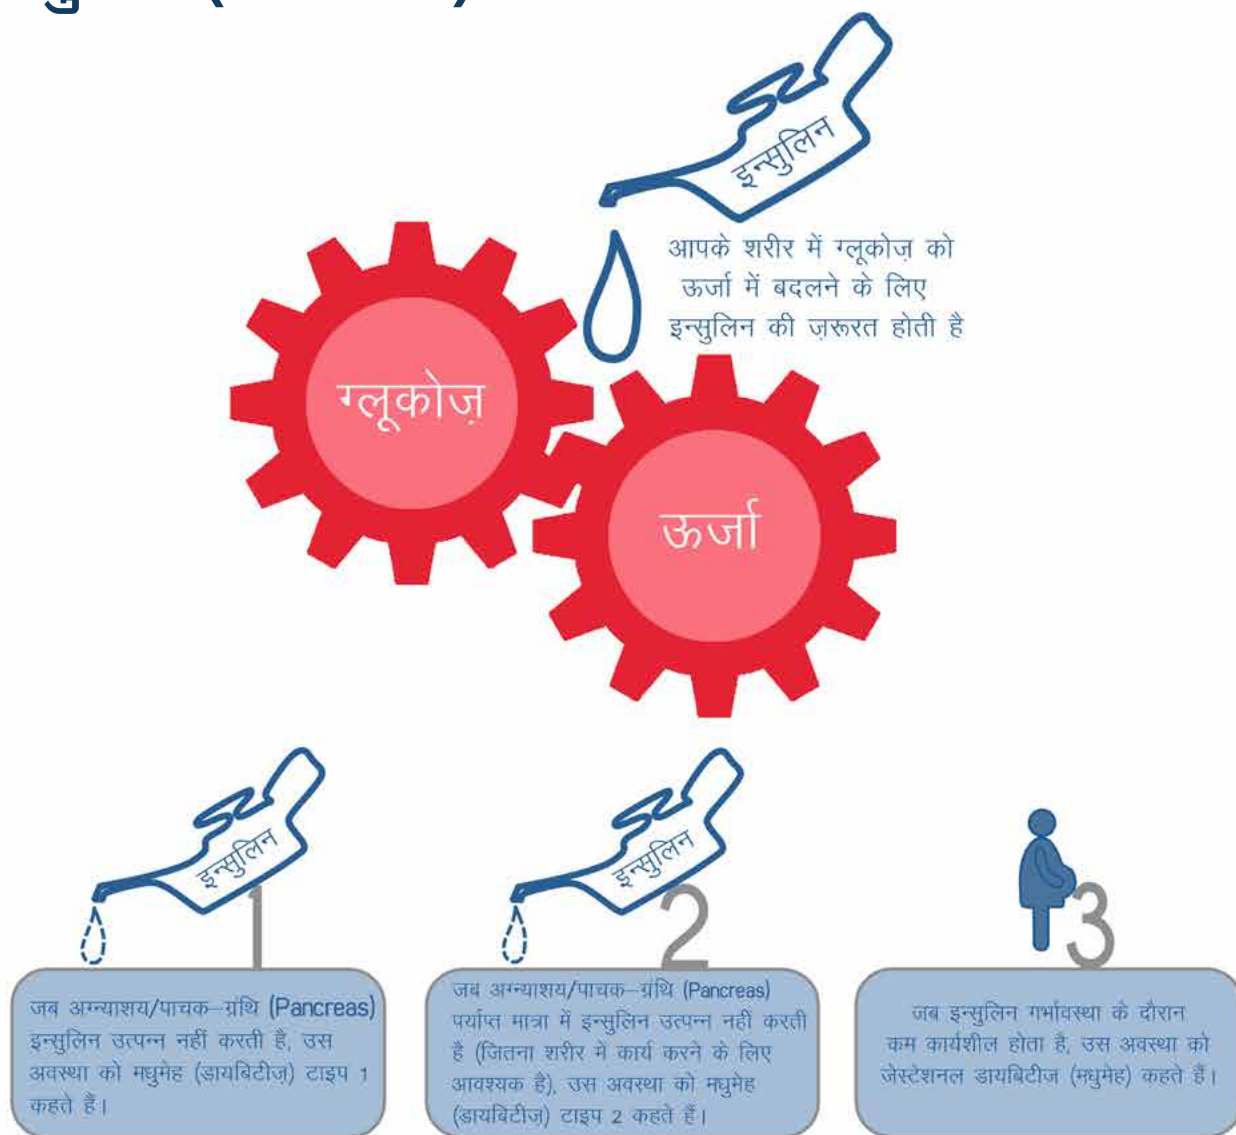 इन्सुलिन
आपके शरीर में ग्लूकोज़ को
ऊर्जा में बदलने के लिए
इन्सुलिन की ज़रूरत होती है
ग्लूकोज़
ऊर्जा
इन्सुलिन
1
जब अग्न्याशय/पाचक–ग्रंथि (Pancreas)
इन्सुलिन उत्पन्न नहीं करती है, उस
अवस्था को मधुमेह (डायबिटीज़) टाइप 1
कहते हैं।
इन्सुलिन
2
जब अग्न्याशय/पाचक–ग्रंथि (Pancreas)
पर्याप्त मात्रा में इन्सुलिन उत्पन्न नहीं करती
है (जितना शरीर में कार्य करने के लिए
आवश्यक है), उस अवस्था को मधुमेह
(डायबिटीज़) टाइप 2 कहते हैं।
3
जब इन्सुलिन गर्भावस्था के दौरान
कम कार्यशील होता है, उस अवस्था को
जेस्टेशनल डायबिटीज (मधुमेह) कहते हैं।